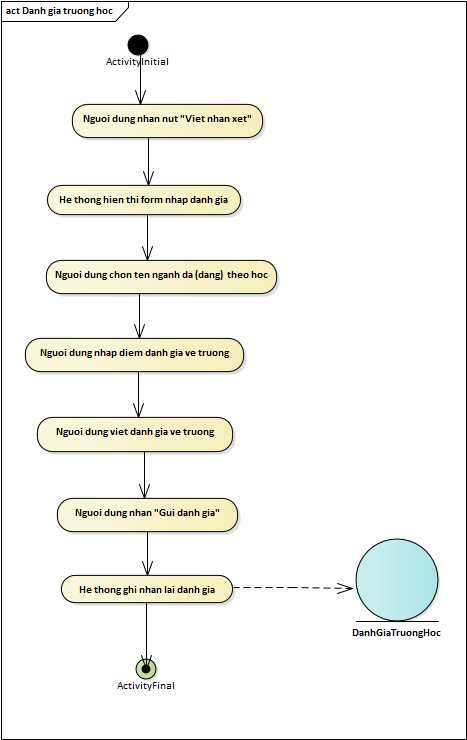 act Danh gia truong hoc
ActivityInitial
Nguoi dung nhan nut "Viet nhan xet"
He thong hien thi form nhap danh gia
Nguoi dung chon ten nganh da (dang) theo hoc
Nguoi dung nhap diem danh gia ve truong
Nguoi dung viet danh gia ve truong
Nguoi dung nhan "Gui danh gia"
He thong ghi nhan lai danh gia
DanhGiaTruongHoc
ActivityFinal